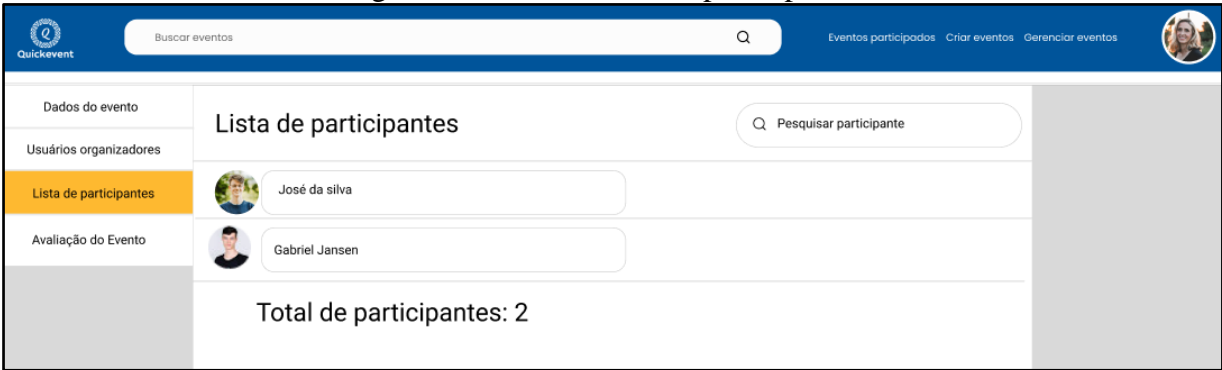 Quickevent
Buscar eventos
Eventos participados Criar eventos Gerenciar eventos
Dados do evento
Usuários organizadores
Lista de participantes
Avaliação do Evento
Lista de participantes
Pesquisar participante
José da silva
Gabriel Jansen
Total de participantes: 2